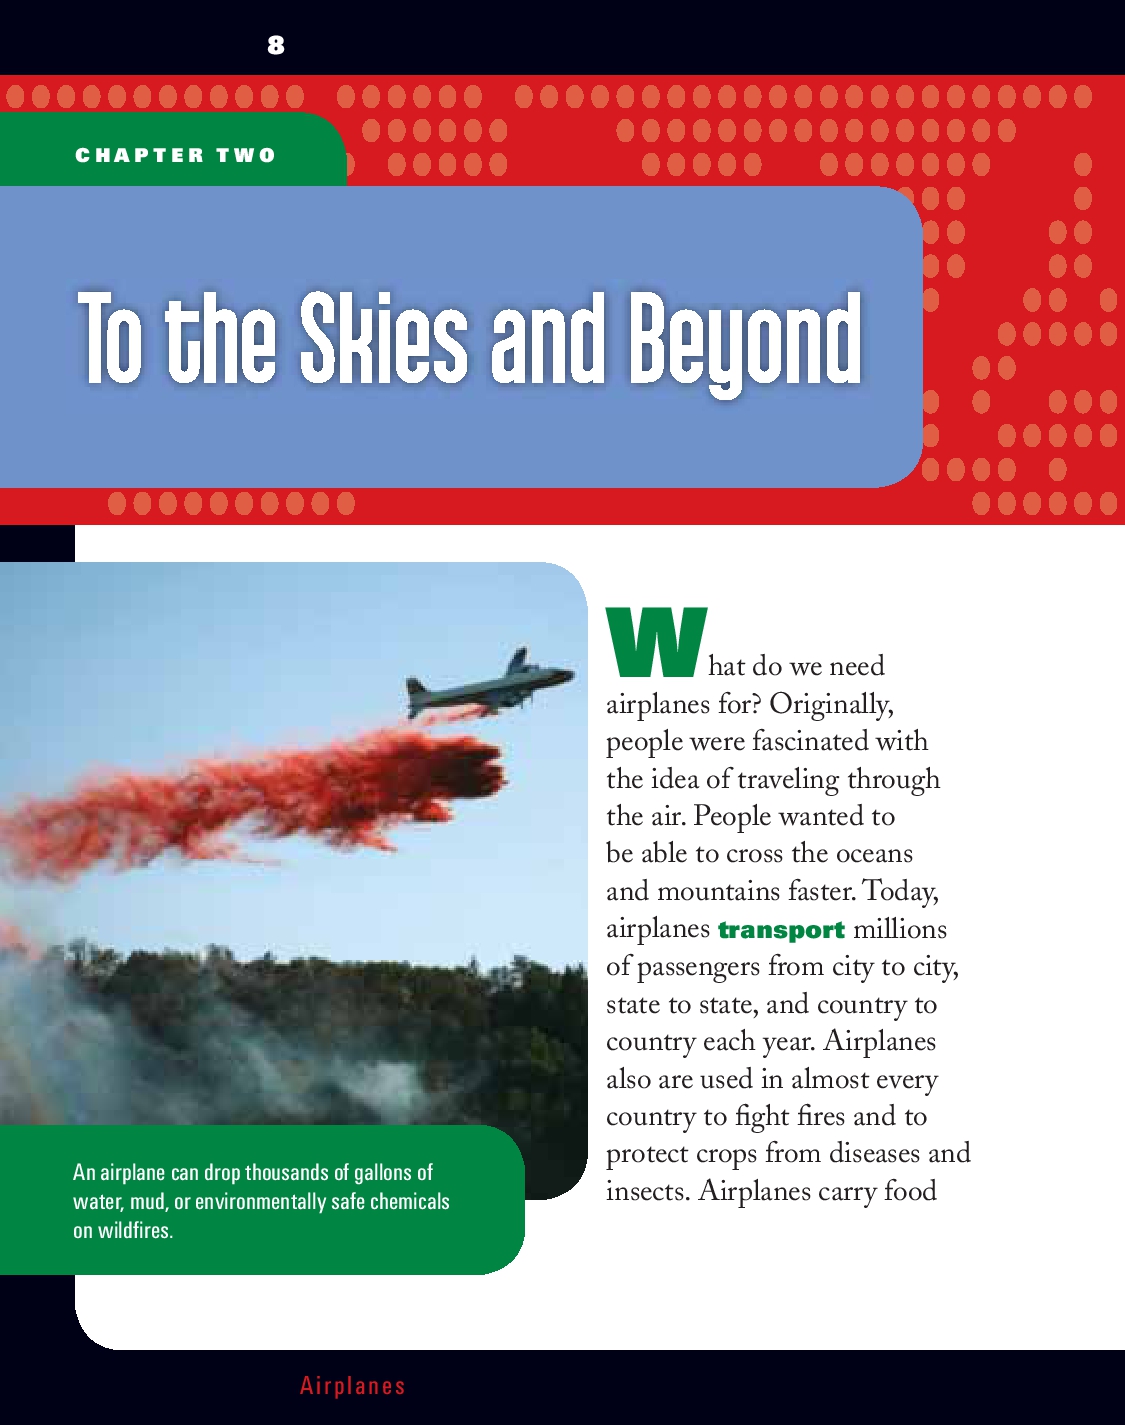 8
CHAPTER TWO
To the Skies and Beyond
What do we need
airplanes for? Originally,
people were fascinated with
the idea of traveling through
the air. People wanted to
be able to cross the oceans
and mountains faster. Today,
airplanes transport millions
of passengers from city to city,
state to state, and country to
country each year. Airplanes
also are used in almost every
country to fight fires and to
protect crops from diseases and
insects. Airplanes carry food
An airplane can drop thousands of gallons of
water, mud, or environmentally safe chemicals
on wildfires.
Airplanes